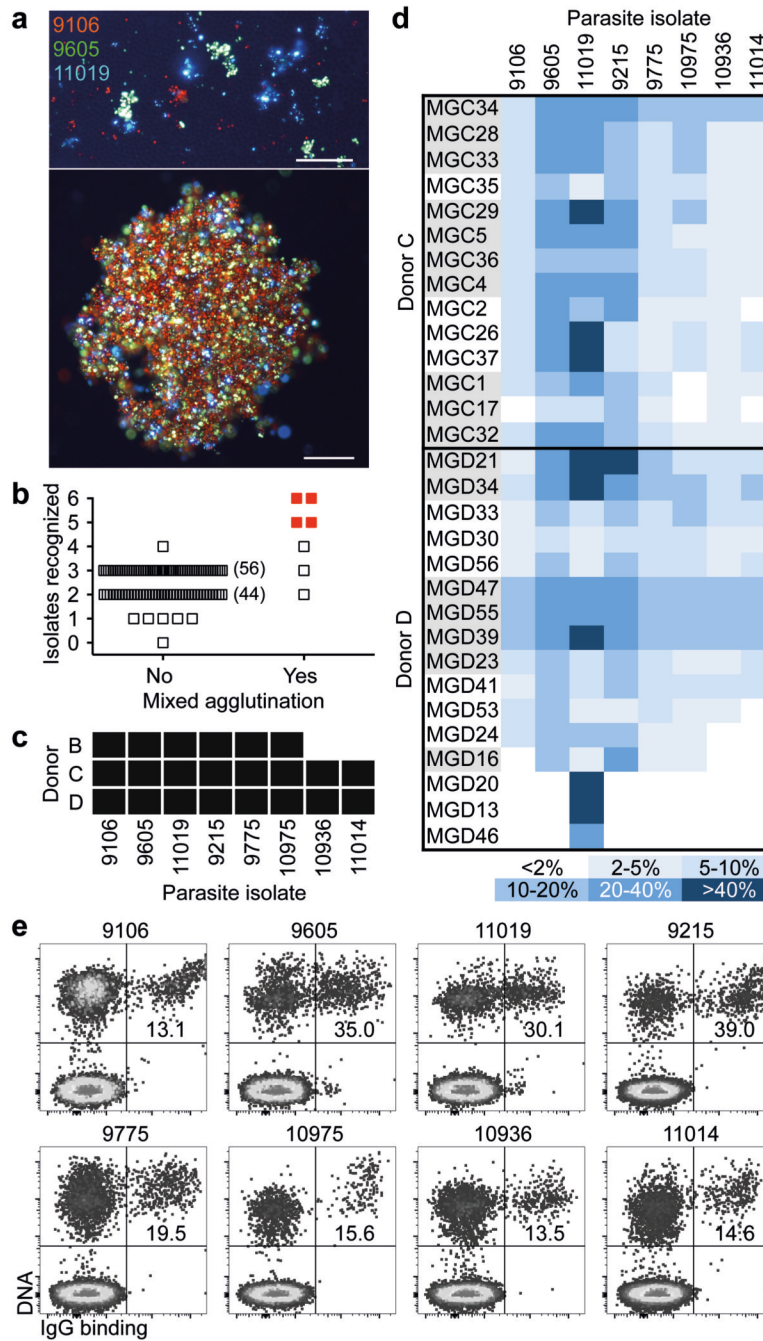 a
9106
9605
11019
b
Isolates recognized
6
5
4
3
2
1
0
(56)
(44)
No
Yes
Mixed agglutination
c
Donor
B
C
D
9106
9605
11019
9215
9775
10975
10936
11014
Parasite isolate
d
Parasite isolate
9106
9605
11019
9215
9775
10975
10936
11014
Donor C
MGC34
MGC28
MGC33
MGC35
MGC29
MGC5
MGC36
MGC4
MGC2
MGC26
MGC37
MGC1
MGC17
MGC32
Donor D
MGD21
MGD34
MGD33
MGD30
MGD56
MGD47
MGD55
MGD39
MGD23
MGD41
MGD53
MGD24
MGD16
MGD20
MGD13
MGD46
<2% 2-5% 5-10%
10-20% 20-40% >40%
e
9106 9605 11019 9215
13.1 35.0 30.1 39.0
9775 10975 10936 11014
19.5 15.6 13.5 14.6
DNA
IgG binding